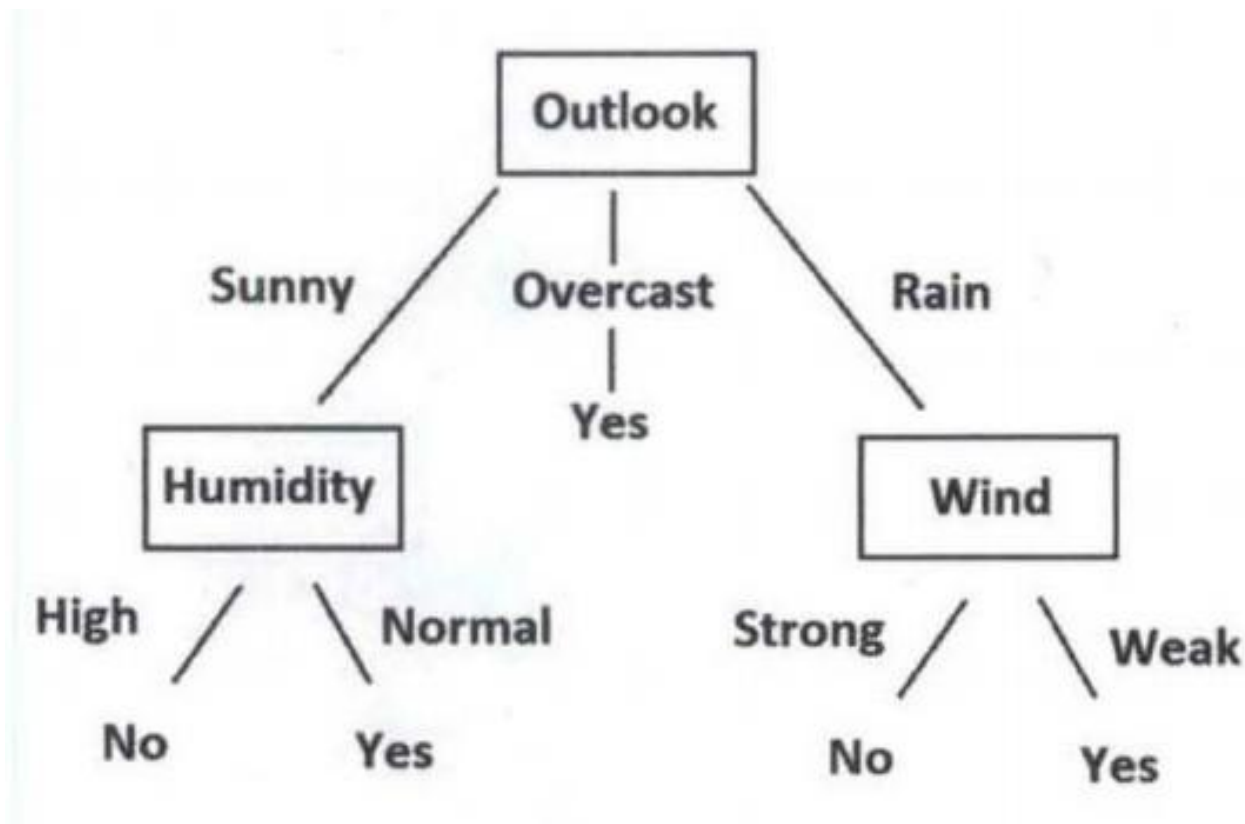 Outlook
Sunny
Overcast
Rain
Yes
Humidity
Wind
High
Normal
Strong
Weak
No
Yes
No
Yes